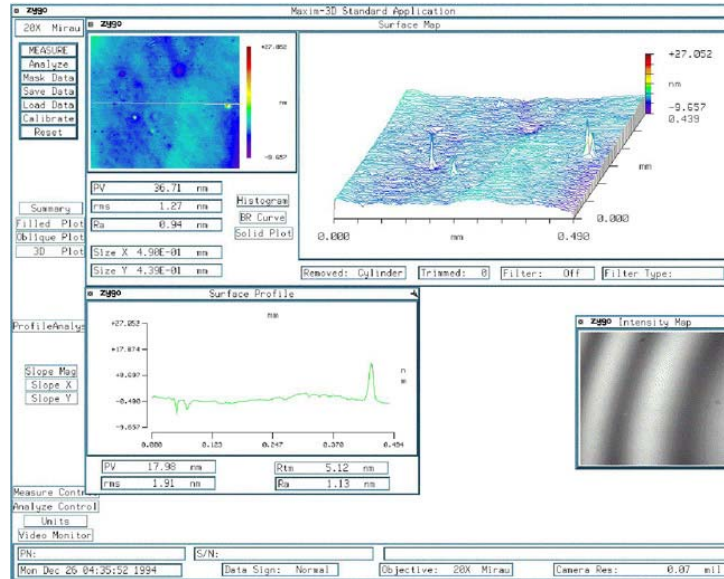 zygo Maxim-3D Standard Application
20X Mirau
MEASURE
Analyze
Mask Data
Save Data
Load Data
Calibrate
Reset
Summary
Filled Plot
Oblique Plot
3D Plot
Slope Mag
Slope X
Slope Y
Measure
Analyze Control
Units
Video Monitor
zygo
+27.052
nm
-9.657
PV 36.71 nm
rms 1.27 nm
Ra 0.94 nm
Size X 4.90E-01 mm
Size Y 4.39E-01 mm
Histogram
BR Curve
Solid Plot
Surface Map
+27.052
nm
-9.657
0.439
mm
0.000
0.000
mm
0.490
Removed: Cylinder
Trimmed: 0
Filter: Off
Filter Type:
zygo Surface Profile
+27.052
+17.874
-9.657
0.000
0.123
0.247
0.370
0.494
PV 17.98 nm
rms 1.91 nm
Rtm 5.12 nm
Ra 1.13 nm
zygo Intensity Map
PN:
S/N:
Mon Dec 26 04:35:52 1994
Data Sign: Normal
Objective: 20X Mirau
Camera Res: 0.07